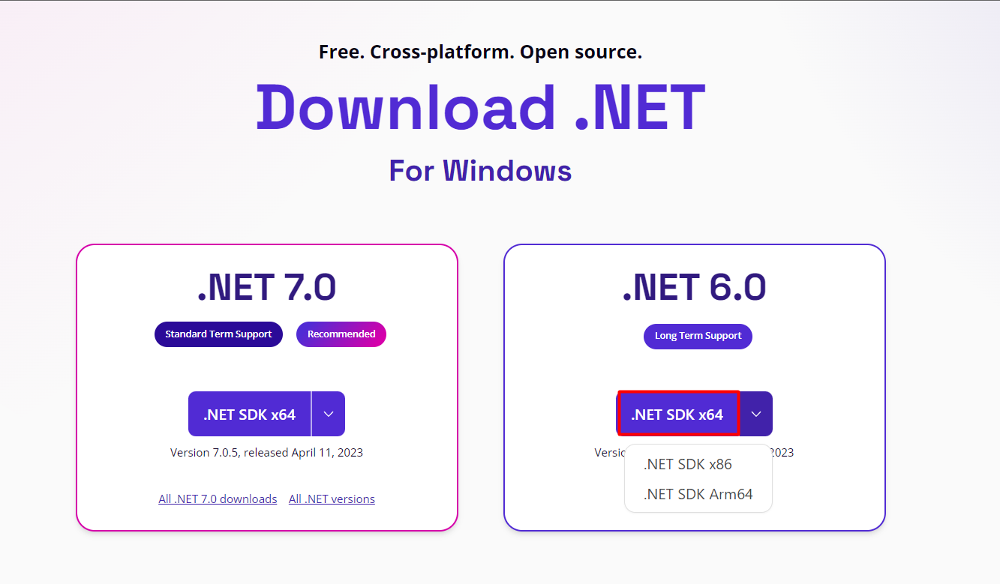 Free. Cross-platform. Open source.
Download .NET
For Windows
.NET 7.0
Standard Term Support
Recommended
.NET SDK x64
Version 7.0.5, released April 11, 2023
All .NET 7.0 downloads
All .NET versions
.NET 6.0
Long Term Support
.NET SDK x64
2023
.NET SDK x86
.NET SDK Arm64